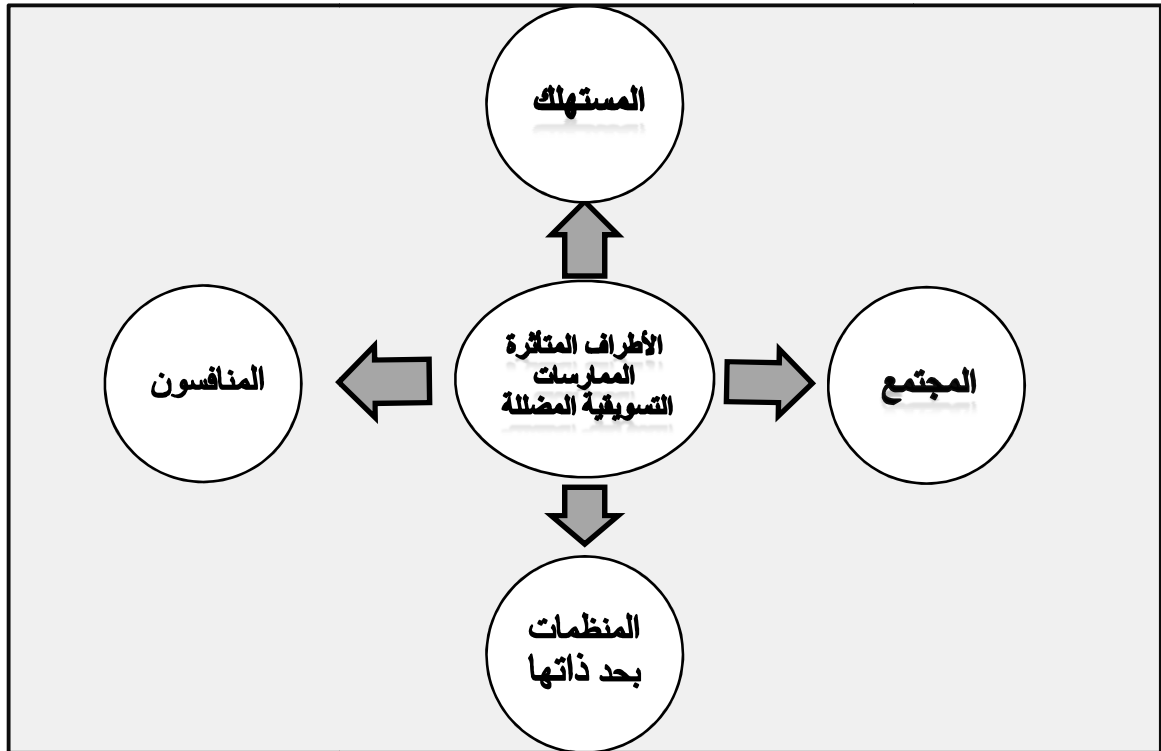 المستهلك
الأطراف المتأثرة
الممارسات
التسويقية المضللة
المجتمع
المنافسون
المنظمات
بحد ذاتها